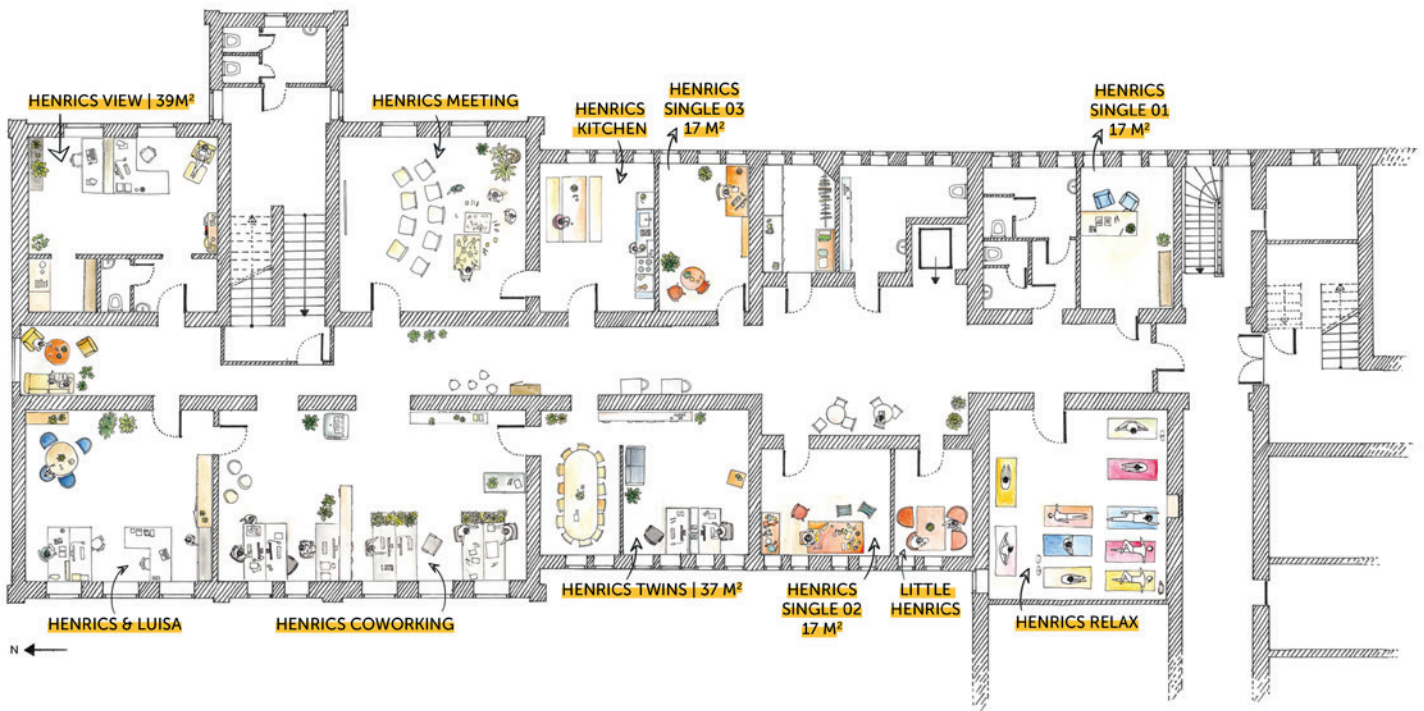 HENRICS VIEW | 39M²
HENRICS MEETING
HENRICS
KITCHEN
HENRICS
SINGLE 03
17 M²
HENRICS
SINGLE 01
17 M²
HENRICS & LUISA
HENRICS COWORKING
HENRICS TWINS | 37 M²
HENRICS
SINGLE 02
17 M²
LITTLE
HENRICS
HENRICS RELAX
N